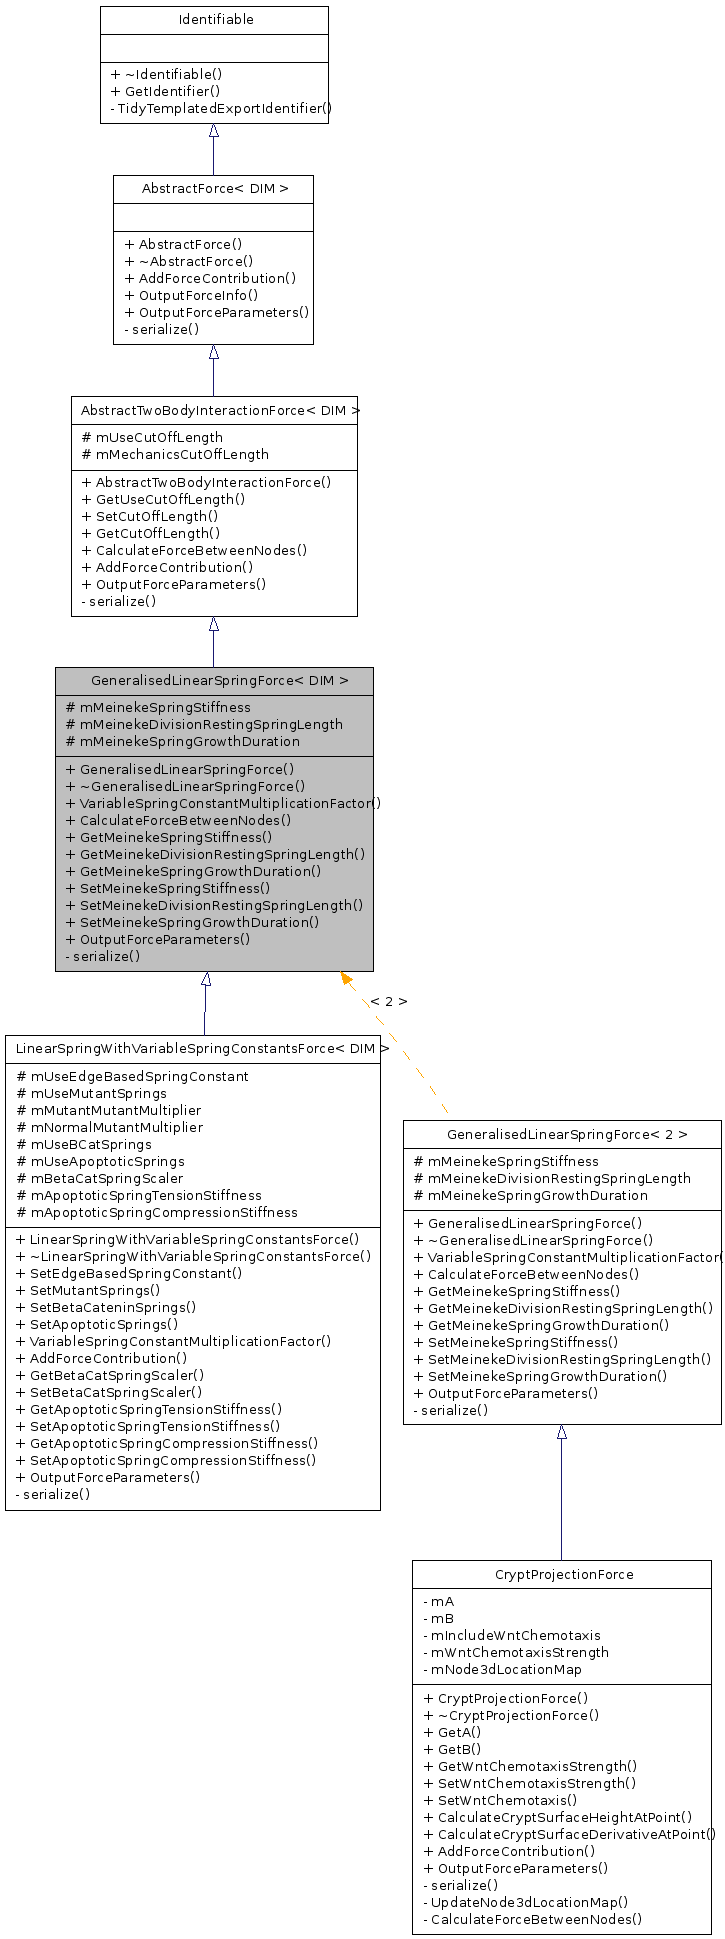 Identifiable
+ ~Identifiable()
+ GetIdentifier()
- TidyTemplatedExportIdentifier()
AbstractForce< DIM >
+ AbstractForce()
+ ~AbstractForce()
+ AddForceContribution()
+ OutputForceInfo()
+ OutputForceParameters()
- serialize()
AbstractTwoBodyInteractionForce< DIM >
# mUseCutOffLength
# mMechanicsCutOffLength
+ AbstractTwoBodyInteractionForce()
+ GetUseCutOffLength()
+ SetCutOffLength()
+ GetCutOffLength()
+ CalculateForceBetweenNodes()
+ AddForceContribution()
+ OutputForceParameters()
- serialize()
GeneralisedLinearSpringForce< DIM >
# mMeinekeSpringStiffness
# mMeinekeDivisionRestingSpringLength
# mMeinekeSpringGrowthDuration
+ GeneralisedLinearSpringForce()
+ ~GeneralisedLinearSpringForce()
+ VariableSpringConstantMultiplicationFactor()
+ CalculateForceBetweenNodes()
+ GetMeinekeSpringStiffness()
+ GetMeinekeDivisionRestingSpringLength()
+ GetMeinekeSpringGrowthDuration()
+ SetMeinekeSpringStiffness()
+ SetMeinekeDivisionRestingSpringLength()
+ SetMeinekeSpringGrowthDuration()
+ OutputForceParameters()
- serialize()
< 2 >
LinearSpringWithVariableSpringConstantsForce< DIM >
# mUseEdgeBasedSpringConstant
# mUseMutantSprings
# mMutantMutantMultiplier
# mNormalMutantMultiplier
# mUseBCatSprings
# mUseApoptoticSprings
# mBetaCatSpringScaler
# mApoptoticSpringTensionStiffness
# mApoptoticSpringCompressionStiffness
+ LinearSpringWithVariableSpringConstantsForce()
+ ~LinearSpringWithVariableSpringConstantsForce()
+ SetEdgeBasedSpringConstant()
+ SetMutantSprings()
+ SetBetaCateninSprings()
+ SetApoptoticSprings()
+ VariableSpringConstantMultiplicationFactor()
+ AddForceContribution()
+ GetBetaCatSpringScaler()
+ SetBetaCatSpringScaler()
+ GetApoptoticSpringTensionStiffness()
+ SetApoptoticSpringTensionStiffness()
+ GetApoptoticSpringCompressionStiffness()
+ SetApoptoticSpringCompressionStiffness()
+ OutputForceParameters()
- serialize()
GeneralisedLinearSpringForce< 2 >
# mMeinekeSpringStiffness
# mMeinekeDivisionRestingSpringLength
# mMeinekeSpringGrowthDuration
+ GeneralisedLinearSpringForce()
+ ~GeneralisedLinearSpringForce()
+ VariableSpringConstantMultiplicationFactor(
+ CalculateForceBetweenNodes()
+ GetMeinekeSpringStiffness()
+ GetMeinekeDivisionRestingSpringLength()
+ GetMeinekeSpringGrowthDuration()
+ SetMeinekeSpringStiffness()
+ SetMeinekeDivisionRestingSpringLength()
+ SetMeinekeSpringGrowthDuration()
+ OutputForceParameters()
- serialize()
CryptProjectionForce
- mA
- mB
- mIncludeWntChemotaxis
- mWntChemotaxisStrength
- mNode3dLocationMap
+ CryptProjectionForce()
+ ~CryptProjectionForce()
+ GetA()
+ GetB()
+ GetWntChemotaxisStrength()
+ SetWntChemotaxisStrength()
+ SetWntChemotaxis()
+ CalculateCryptSurfaceHeightAtPoint()
+ CalculateCryptSurfaceDerivativeAtPoint()
+ AddForceContribution()
+ OutputForceParameters()
- serialize()
- UpdateNode3dLocationMap()
- CalculateForceBetweenNodes()